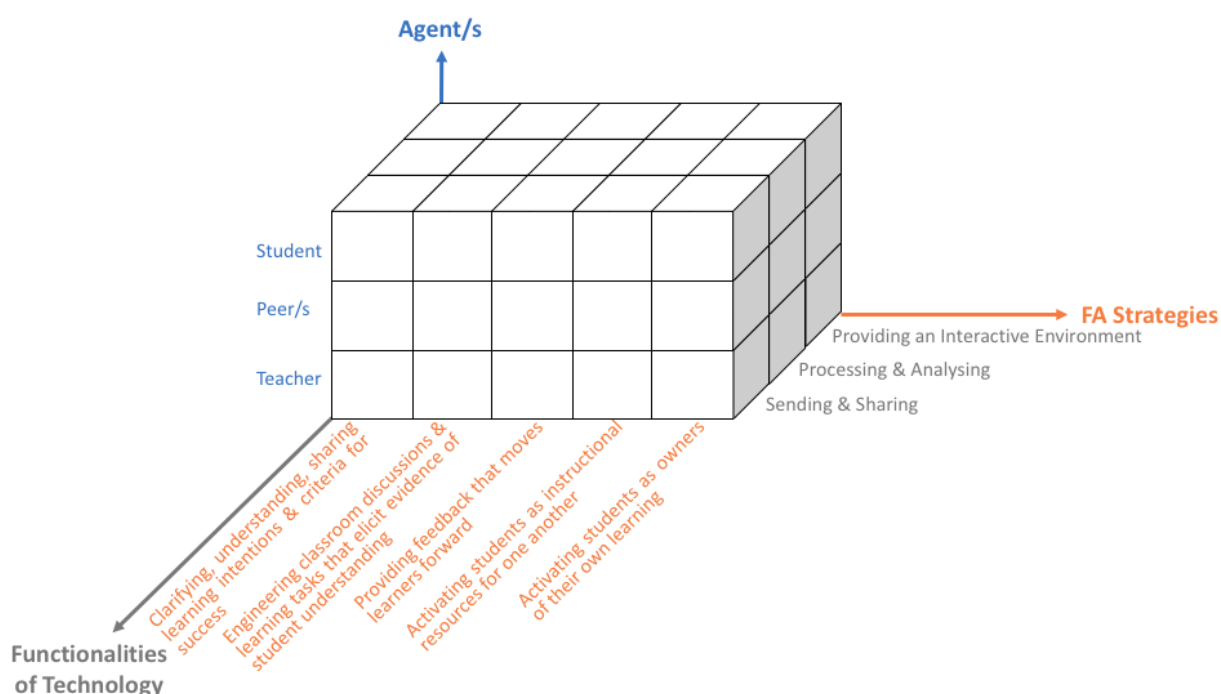 Agent/s
Student
Peer/s
Teacher
FA Strategies
Providing an Interactive Environment
Processing & Analysing
Sending & Sharing
Clarifying, understanding, sharing
learning intentions & criteria for
success
Engineering classroom discussions &
learning tasks that elicit evidence of
student understanding
Providing feedback that moves
learners forward
Activating students as instructional
resources for one another
Activating students as owners
of their own learning
Functionalities
of Technology